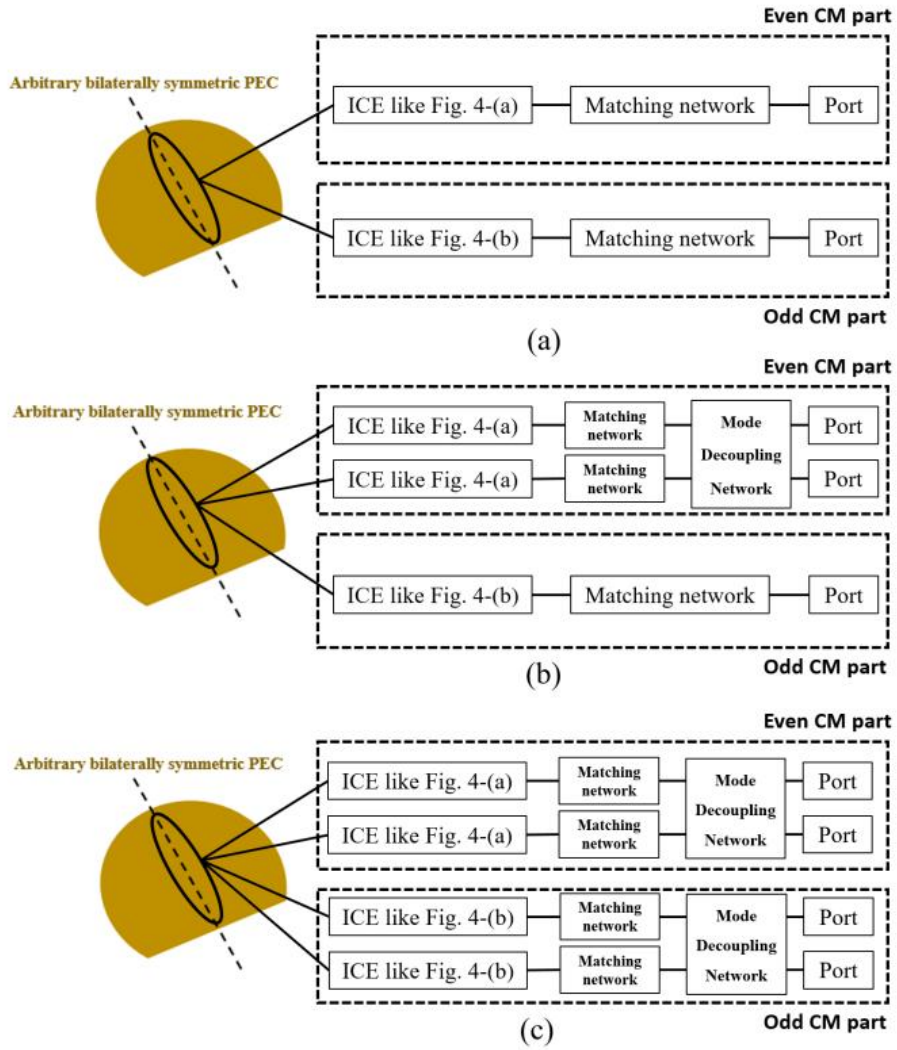 Even CM part
Arbitrary bilaterally symmetric PEC
ICE like Fig. 4-(a) Matching network Port
ICE like Fig. 4-(b) Matching network Port
Odd CM part
(a)
Even CM part
Arbitrary bilaterally symmetric PEC
ICE like Fig. 4-(a) Matching network Mode Decoupling Network Port
ICE like Fig. 4-(a) Matching network Port
ICE like Fig. 4-(b) Matching network Port
Odd CM part
(b)
Even CM part
Arbitrary bilaterally symmetric PEC
ICE like Fig. 4-(a) Matching network Mode Decoupling Network Port
ICE like Fig. 4-(a) Matching network Port
ICE like Fig. 4-(b) Matching network Mode Decoupling Network Port
ICE like Fig. 4-(b) Matching network Port
Odd CM part
(c)